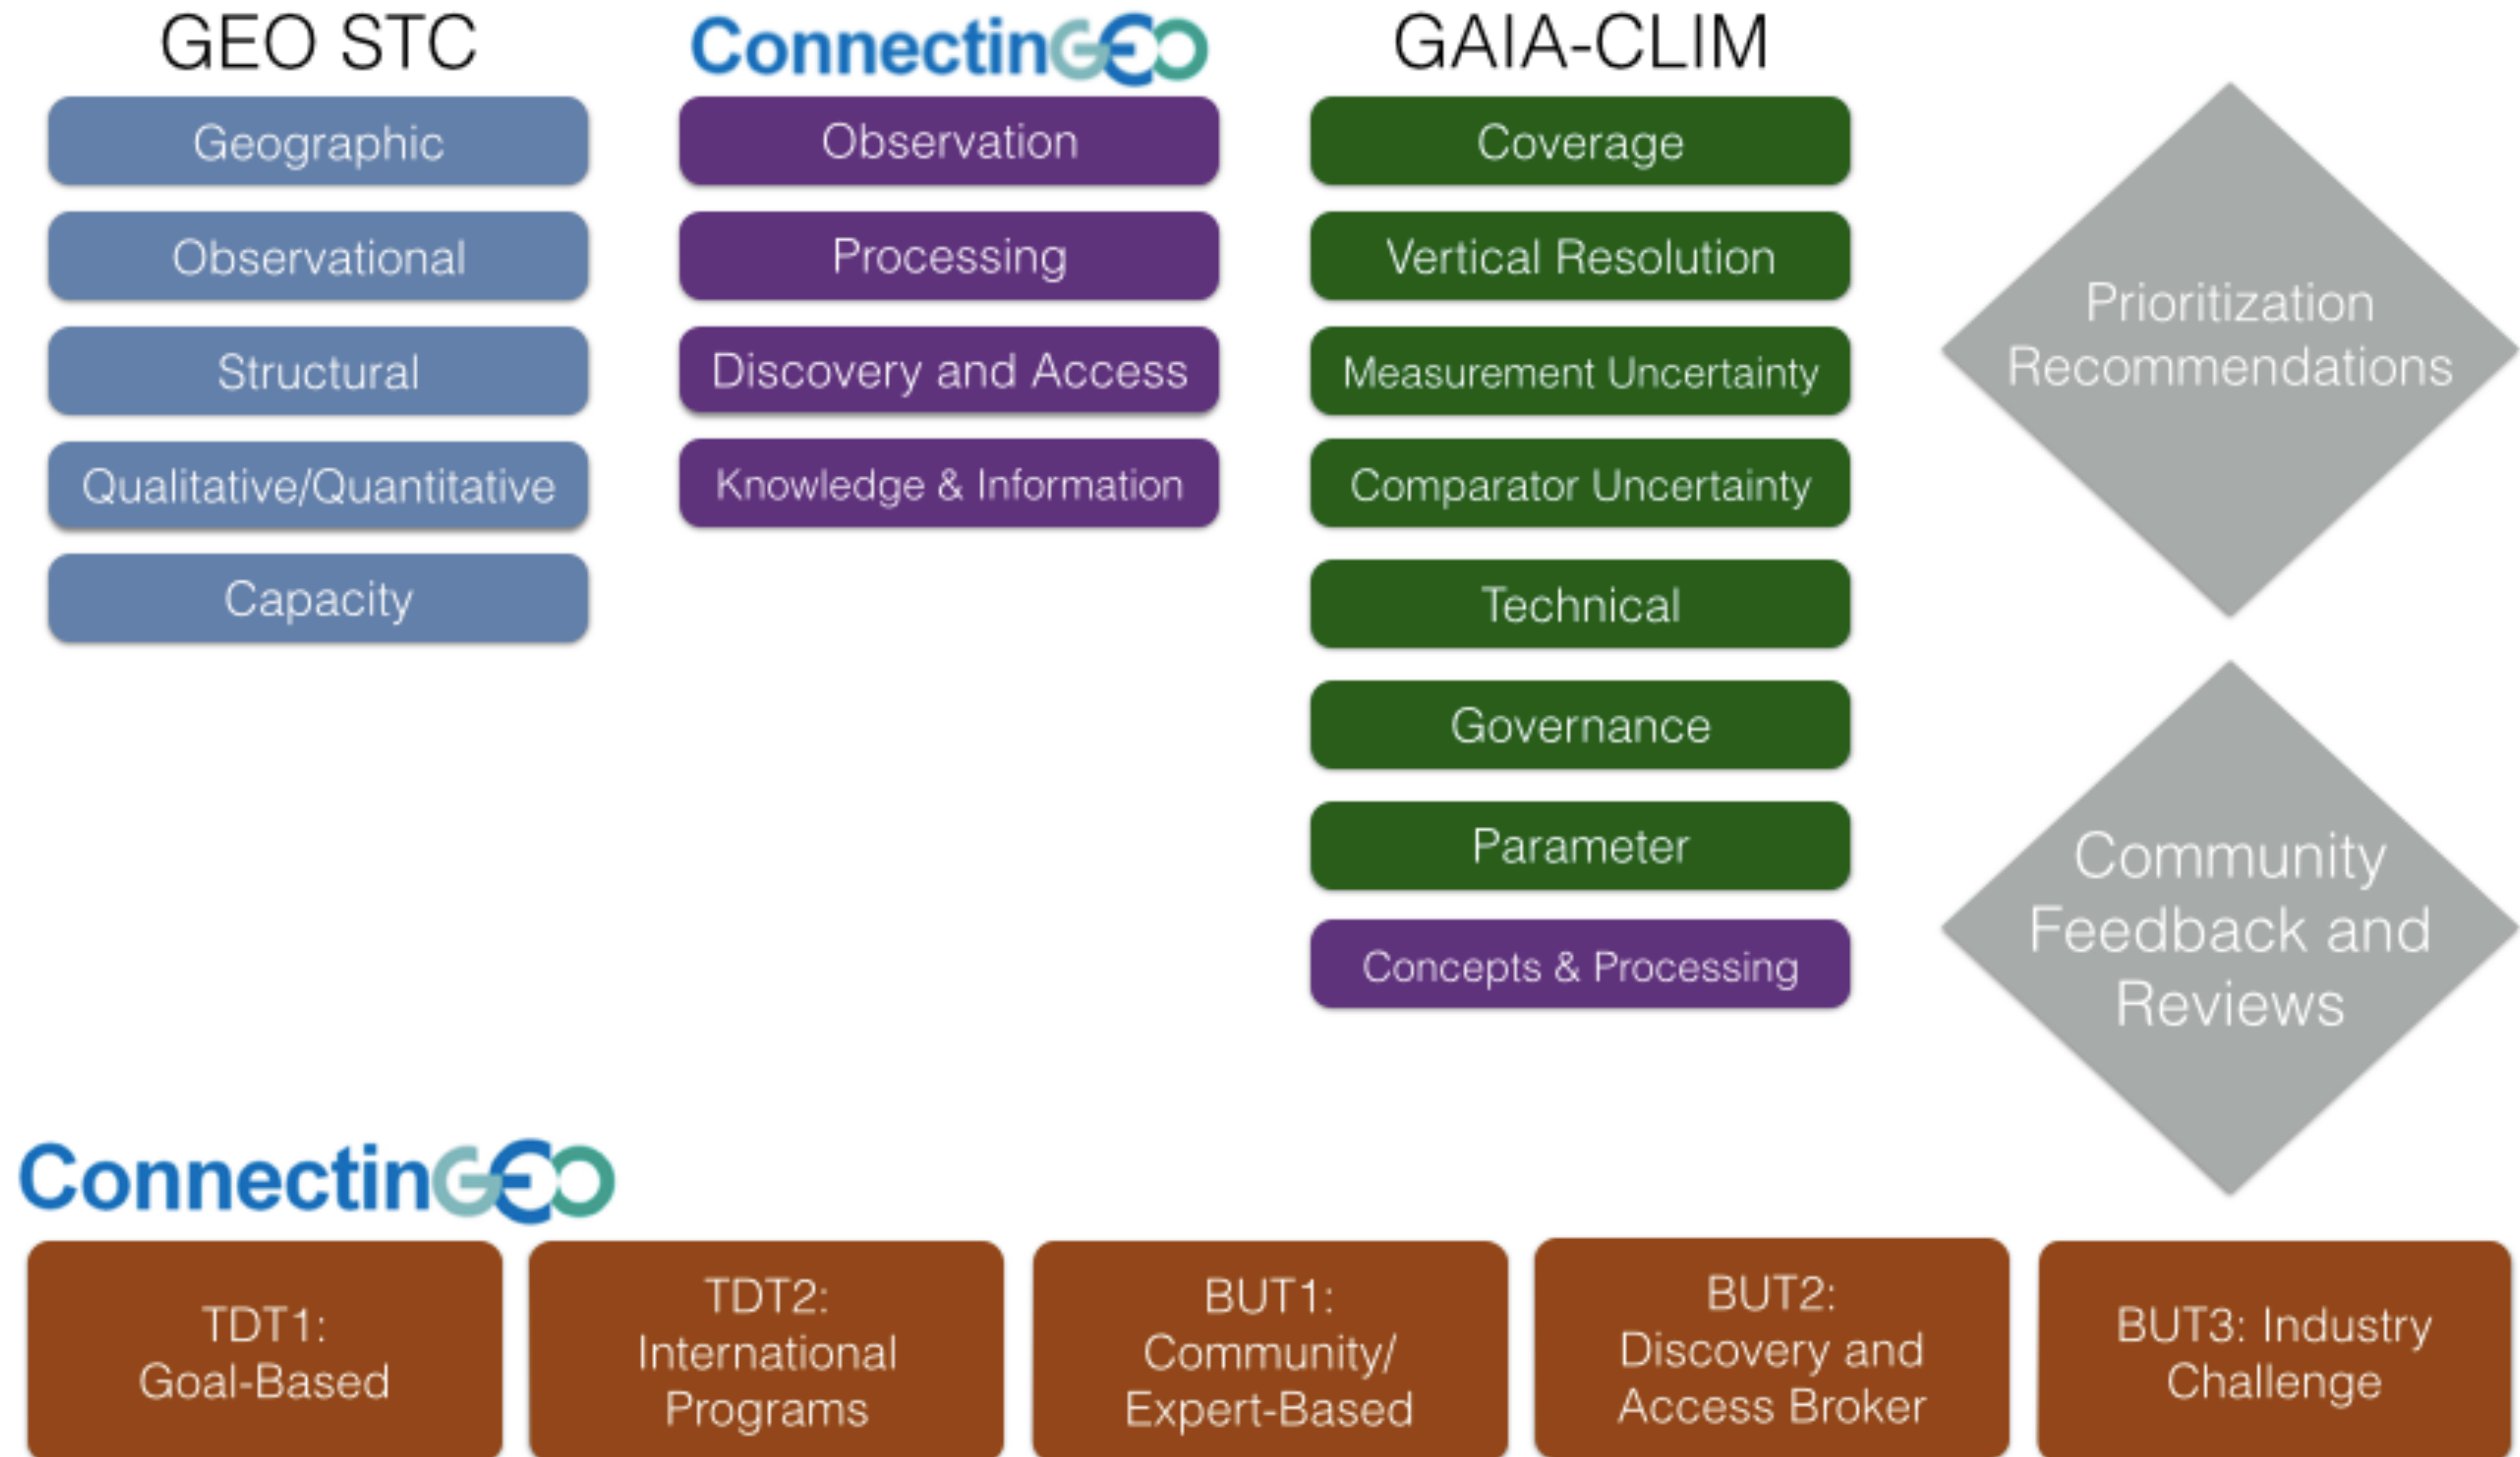 GEO STC
Geographic
Observational
Structural
Qualitative/Quantitative
Capacity
ConnectinGEO
Observation
Processing
Discovery and Access
Knowledge & Information
GAIA-CLIM
Coverage
Vertical Resolution
Measurement Uncertainty
Comparator Uncertainty
Technical
Governance
Parameter
Concepts & Processing
Prioritization
Recommendations
Community
Feedback and
Reviews
ConnectinGEO
TDT1:
Goal-Based
TDT2:
International
Programs
BUT1:
Community/
Expert-Based
BUT2:
Discovery and
Access Broker
BUT3: Industry
Challenge